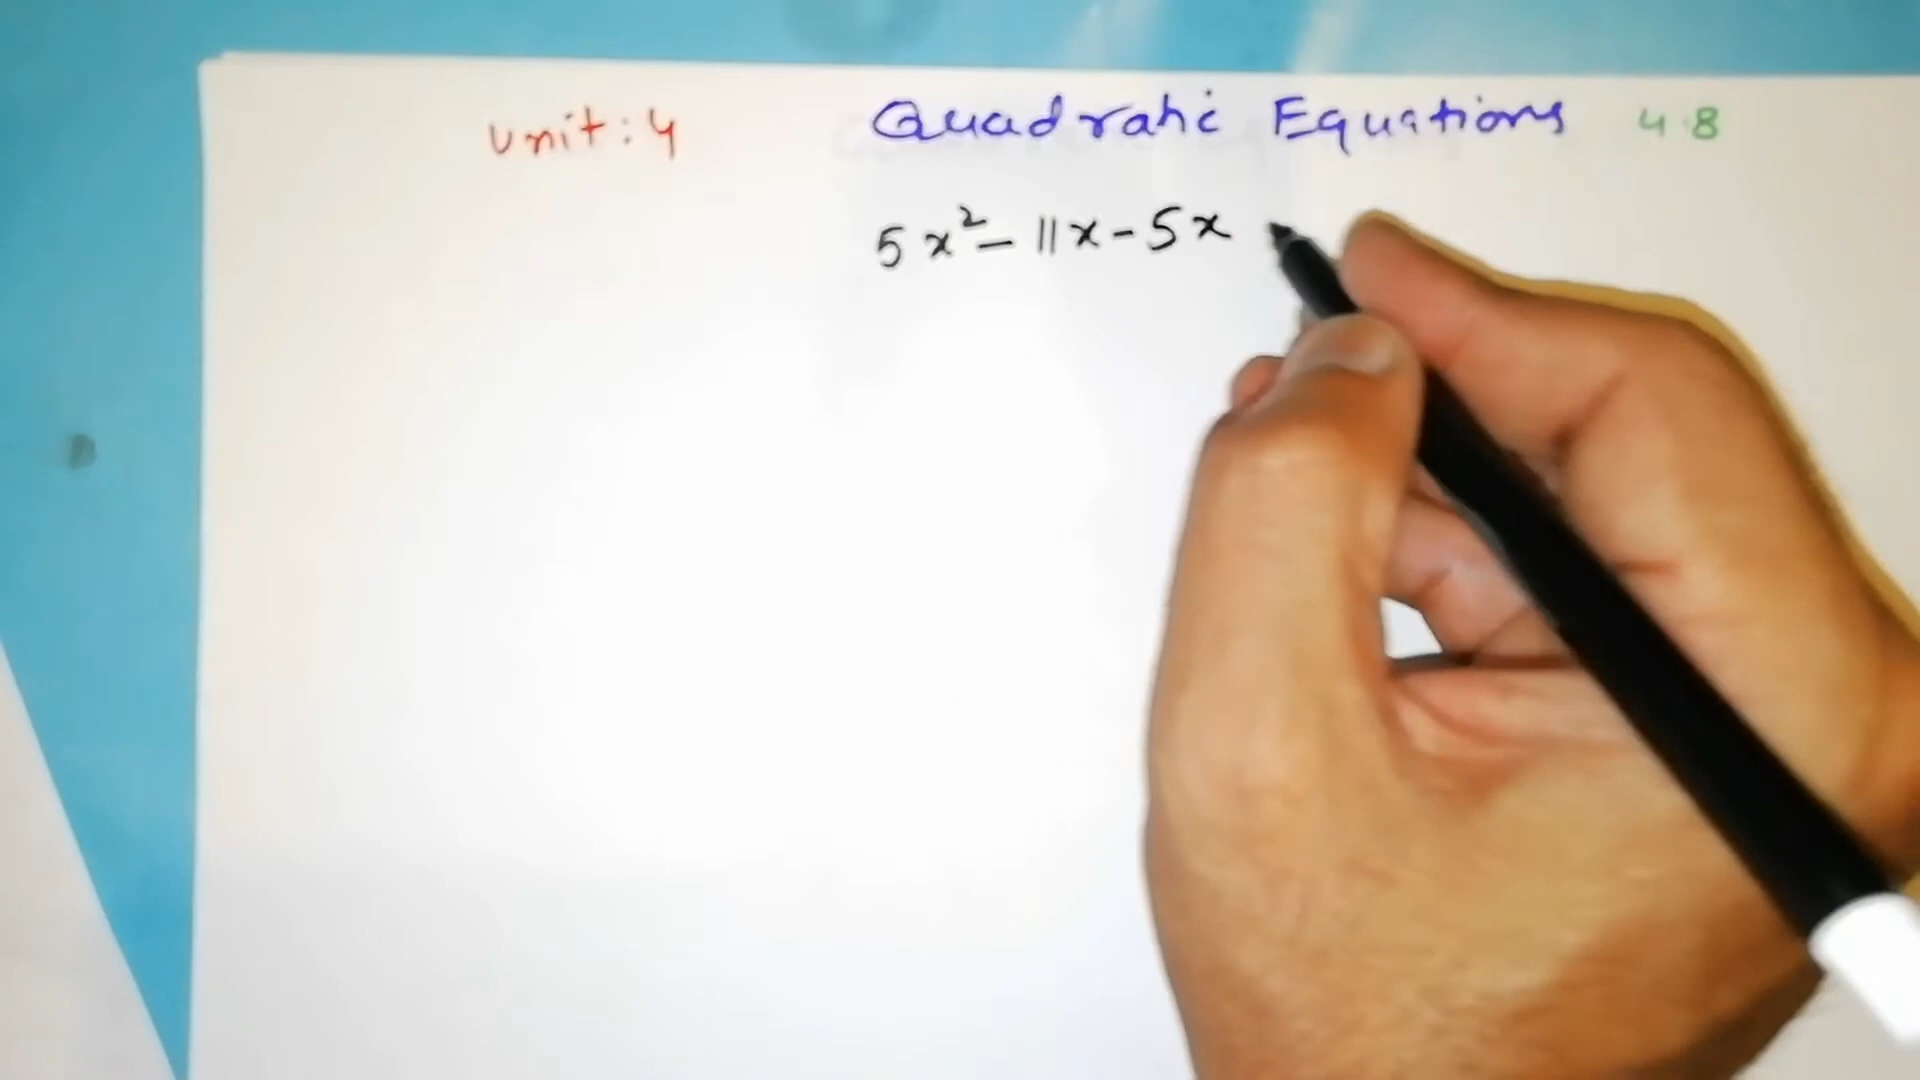 Unit: 4 Quadratic Equations 4.8
5x² - 11x - 5x